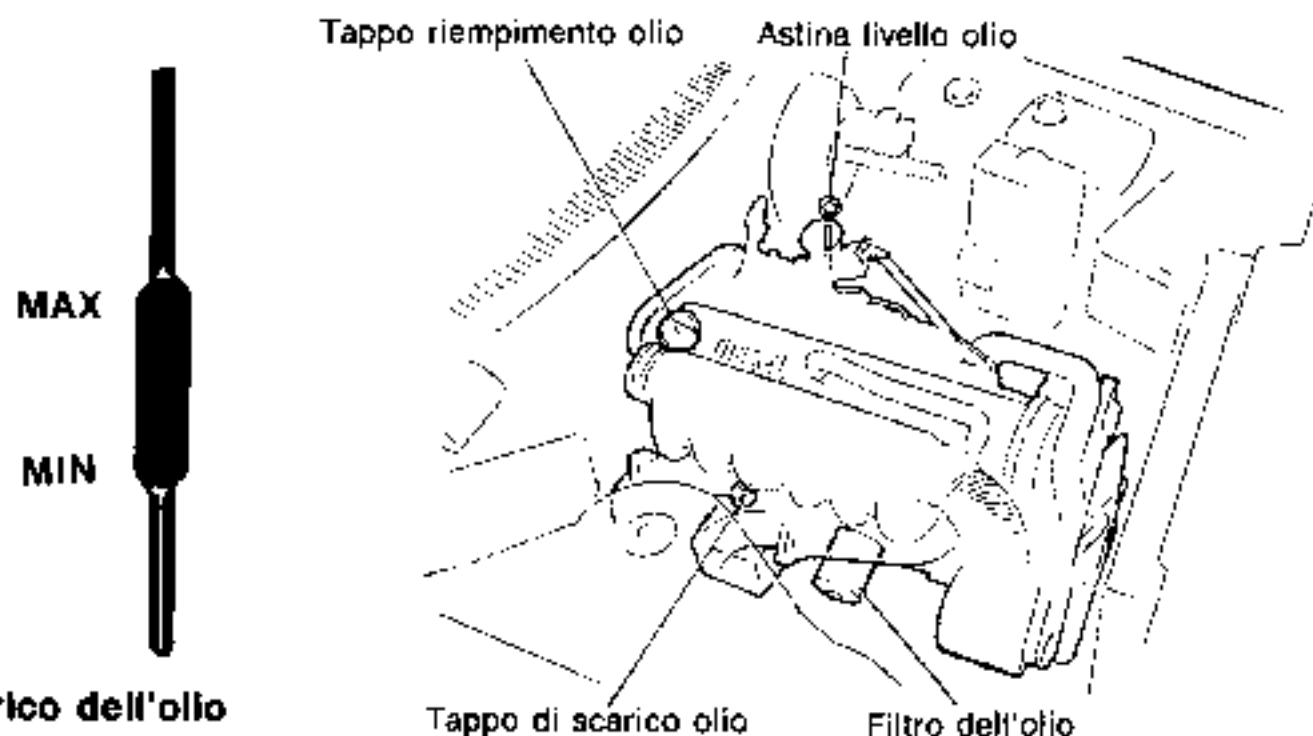 Tappo riempimento olio
Astina livello olio
MAX
MIN
rico dell'olio
Tappo di scarico olio
Filtro dell'olio